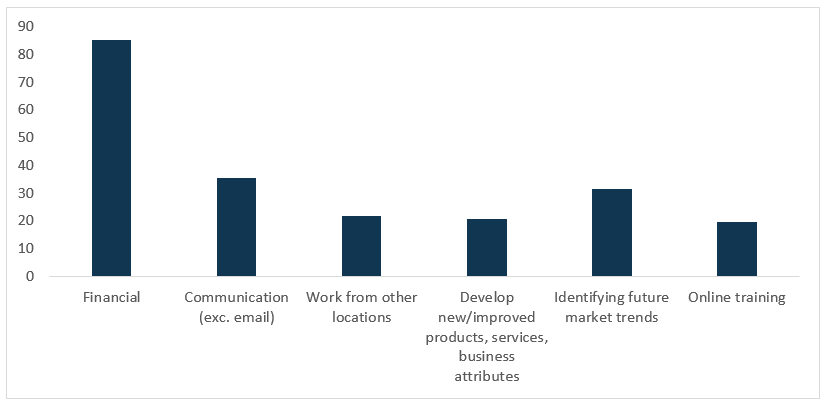 90
80
70
60
50
40
30
20
10
0
Financial
Communication
(exc. email)
Work from other
locations
Develop
new/improved
products, services,
business
attributes
Identifying future
market trends
Online training